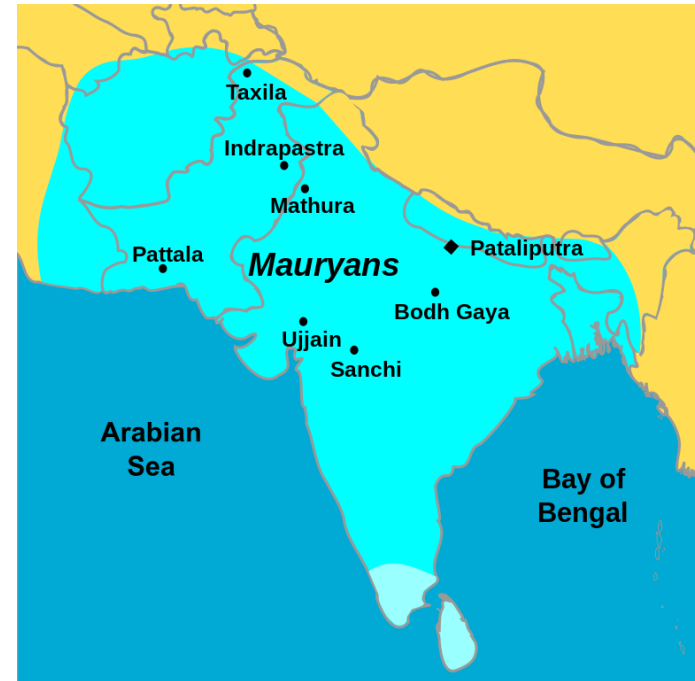 Taxila
Indrapastra
Mathura
Pattala
Mauryans
Pataliputra
Bodh Gaya
Ujjain
Sanchi
Arabian
Sea
Bay of
Bengal